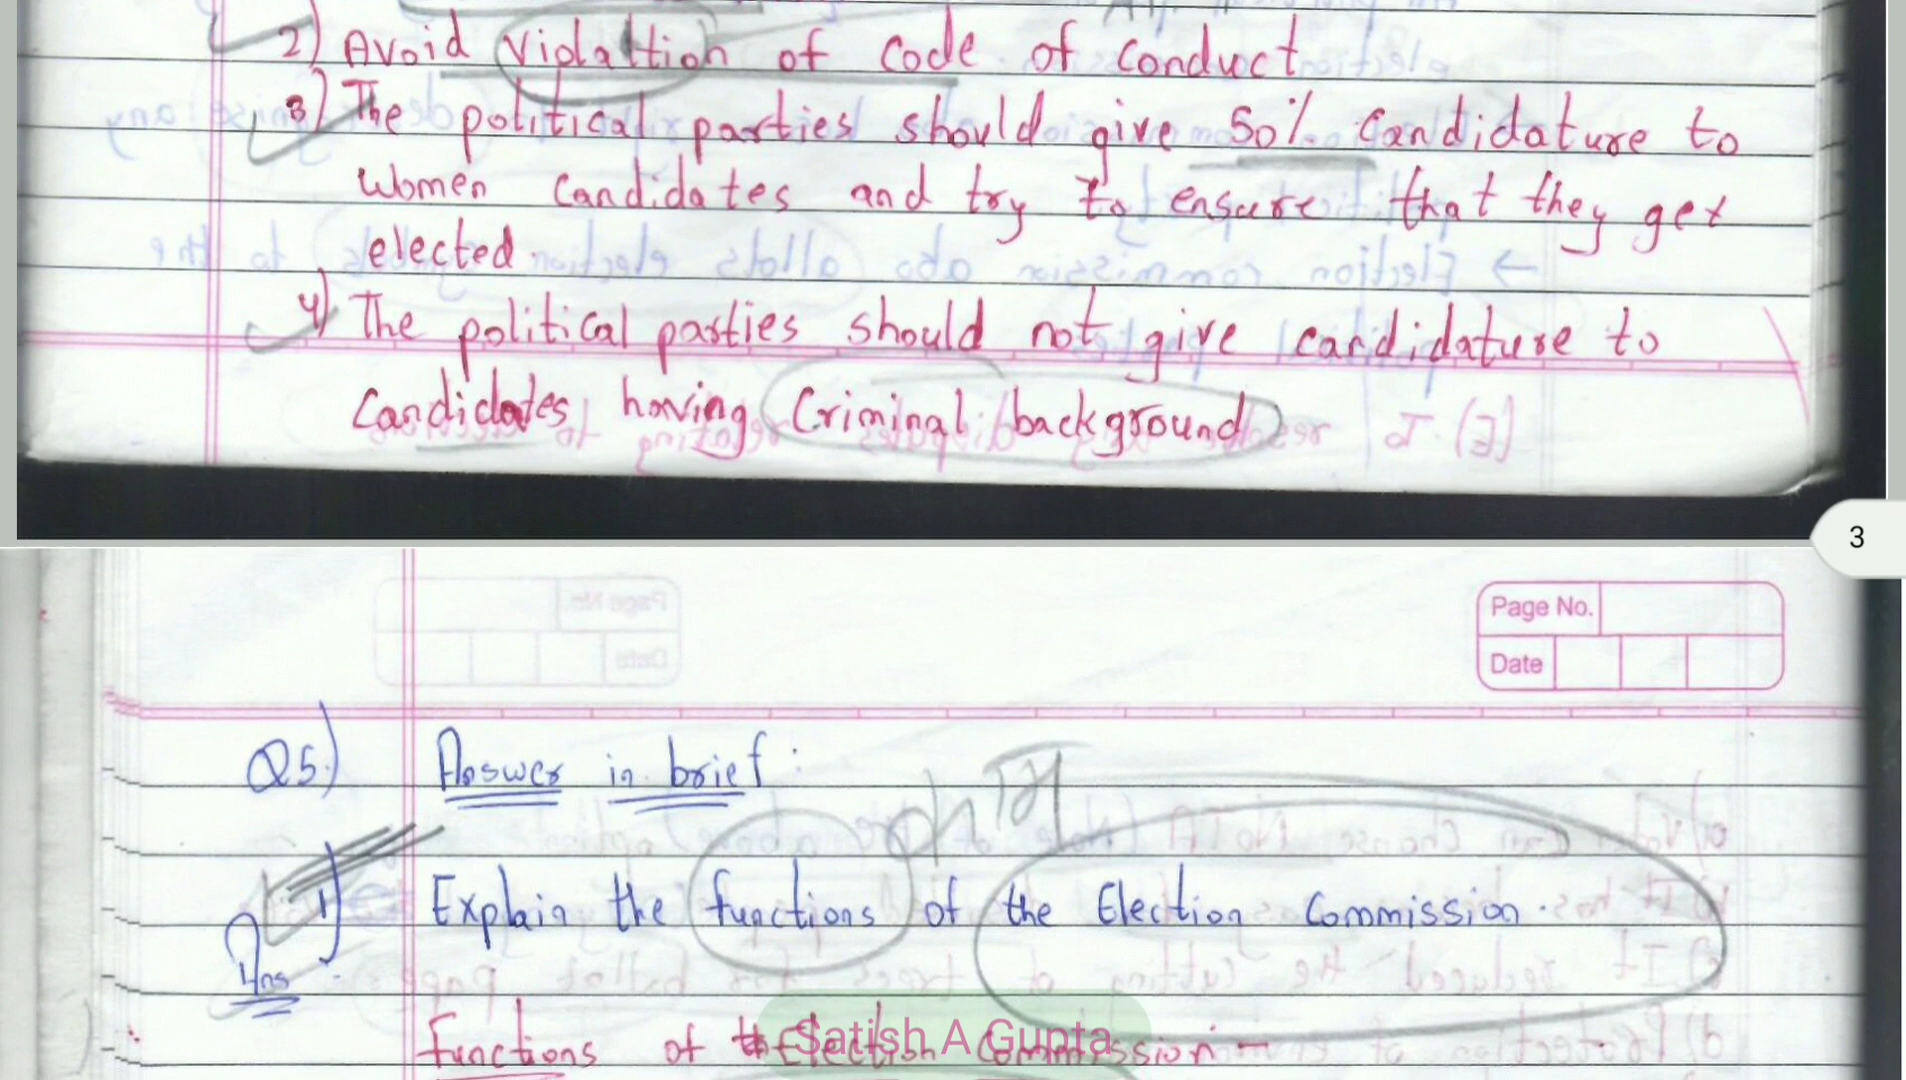 2) Avoid violattion of code of conduct
3) The political parties should give 50% candidature to
women candidates and try to ensure that they get
elected.
4) The political parties should not give candidature to
candidates having Criminal background
3
Page No.
Date
Q5.) Answer in brief:
काम
1) Explain the functions of the Election Commission.
Ans
Functions of the Election Commission -
Satish A Gupta